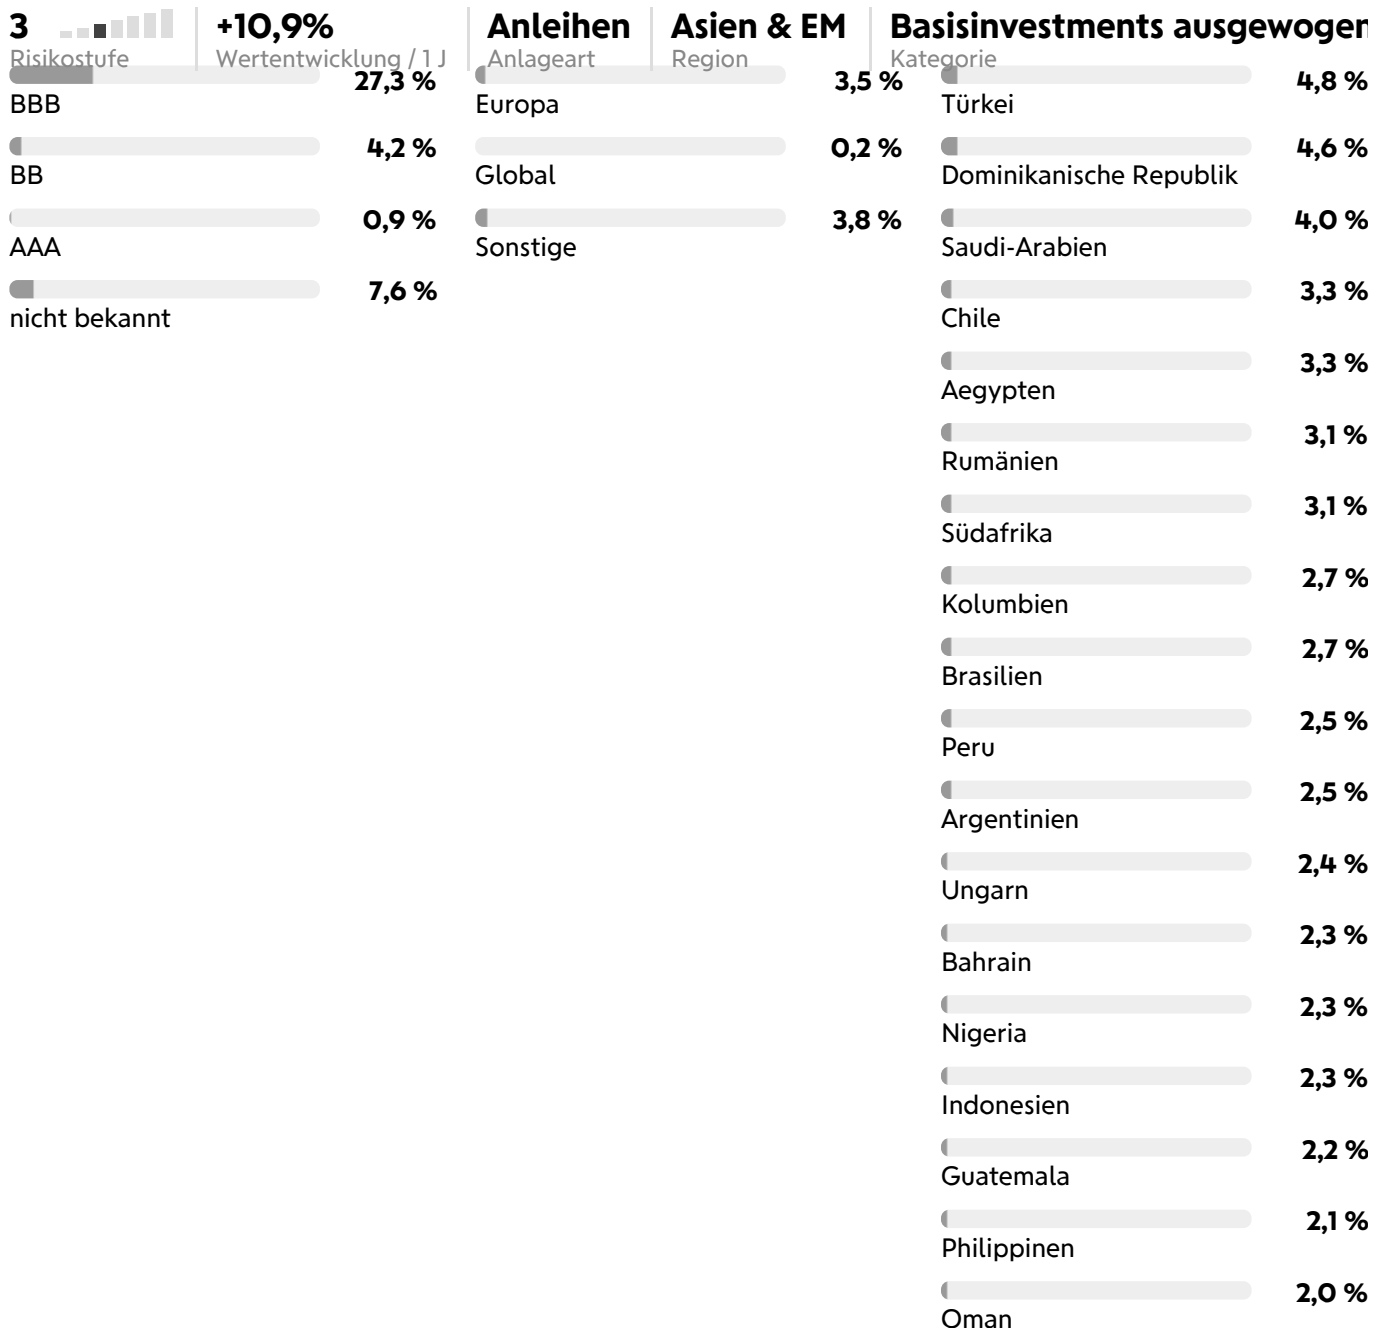 3
Risikostufe
+10,9%
Wertentwicklung / 1 J
Anleihen
Anlageart
Asien & EM
Region
Basisinvestments ausgewogen
Kategorie
27,3 %
BBB
4,2 %
BB
0,9 %
AAA
7,6 %
nicht bekannt
3,5 %
Europa
0,2 %
Global
3,8 %
Sonstige
4,8 %
Türkei
4,6 %
Dominikanische Republik
4,0 %
Saudi-Arabien
3,3 %
Chile
3,3 %
Aegypten
3,1 %
Rumänien
3,1 %
Südafrika
2,7 %
Kolumbien
2,7 %
Brasilien
2,5 %
Peru
2,5 %
Argentinien
2,4 %
Ungarn
2,3 %
Bahrain
2,3 %
Nigeria
2,3 %
Indonesien
2,2 %
Guatemala
2,1 %
Philippinen
2,0 %
Oman